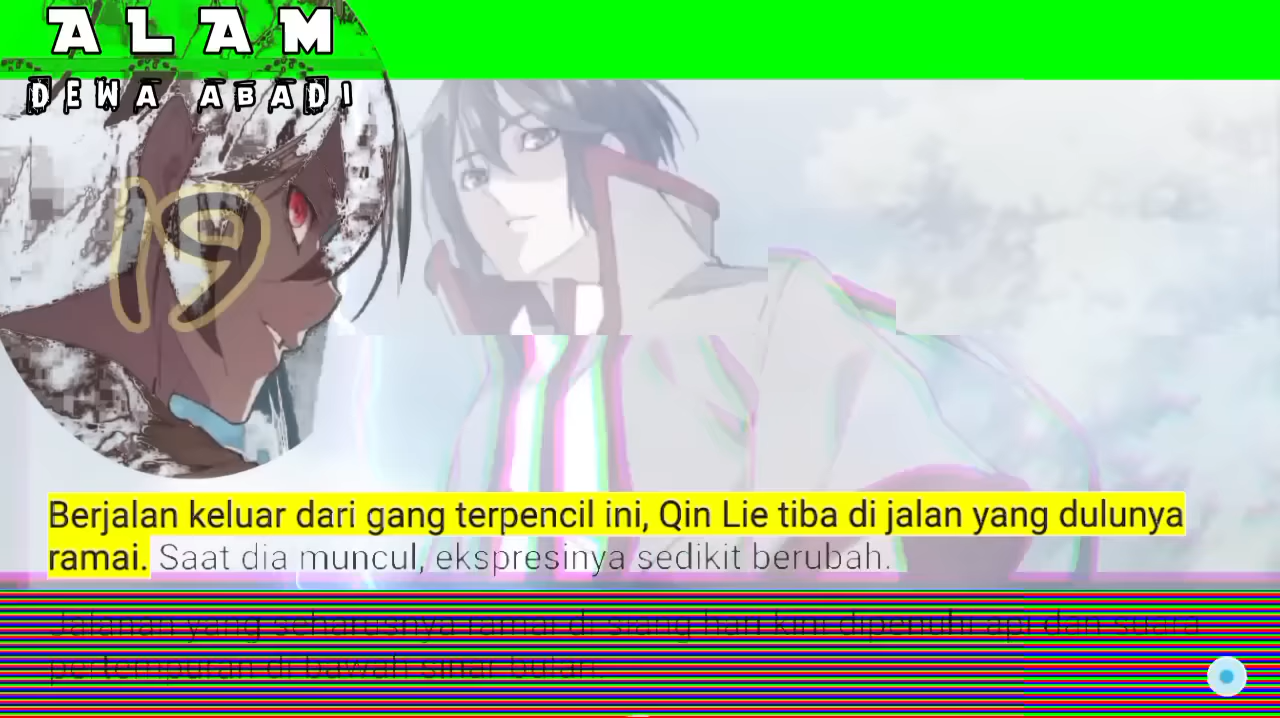 ALAM
DEWA ABADI
19
Berjalan keluar dari gang terpencil ini, Qin Lie tiba di jalan yang dulunya
ramai. Saat dia muncul, ekspresinya sedikit berubah.
Jalanan yang seharusnya ramai di siang hari kini dipenuhi api dan suara
pertempuran di bawah sinar bulan.